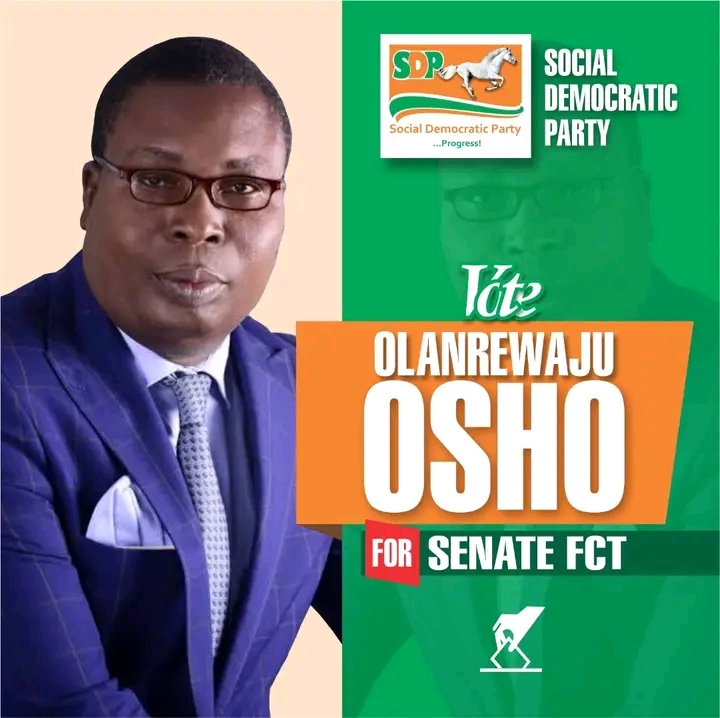 SDP
Social Democratic Party
...Progress!
SOCIAL
DEMOCRATIC
PARTY
Vote
OLANREWAJU
OSHO
FOR SENATE FCT